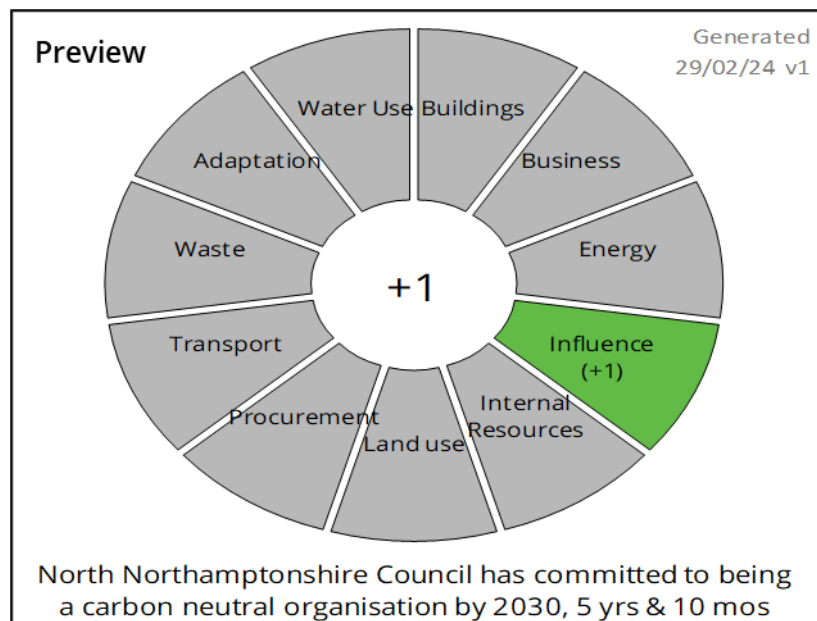 Preview
Generated
29/02/24 v1
Water Use
Buildings
Adaptation
Business
Waste
Energy
+1
Transport
Influence
(+1)
Procurement
Internal
Resources
Land use
North Northamptonshire Council has committed to being
a carbon neutral organisation by 2030, 5 yrs & 10 mos